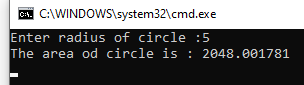 C:\WINDOWS\system32\cmd.exe
Enter radius of circle :5
The area od circle is : 2048.001781